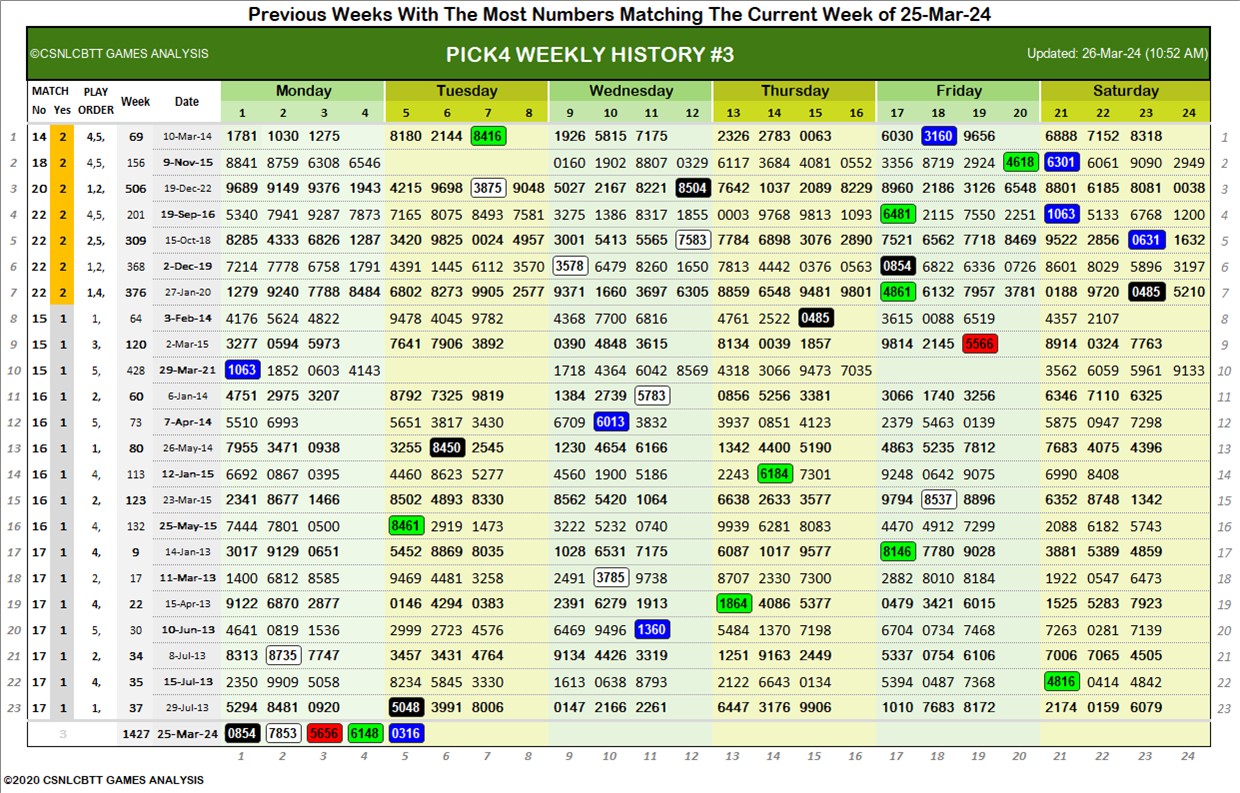 Previous Weeks With The Most Numbers Matching The Current Week of 25-Mar-24
©CSNLCBTT GAMES ANALYSIS PICK4 WEEKLY HISTORY #3 Updated: 26-Mar-24 (10:52 AM)
MATCH PLAY Week Date Monday Tuesday Wednesday Thursday Friday Saturday
No Yes ORDER 1 2 3 4 5 6 7 8 9 10 11 12 13 14 15 16 17 18 19 20 21 22 23 24
1 14 2 4,5, 69 10-Mar-14 1781 1030 1275 8180 2144 8416 1926 5815 7175 2326 2783 0063 6030 3160 9656 6888 7152 8318 1
2 18 2 4,5, 156 9-Nov-15 8841 8759 6308 6546 0160 1902 8807 0329 6117 3684 4081 0552 3356 8719 2924 4618 6301 6061 9090 2949 2
3 20 2 1,2, 506 19-Dec-22 9689 9149 9376 1943 4215 9698 3875 9048 5027 2167 8221 8504 7642 1037 2089 8229 8960 2186 3126 6548 8801 6185 8081 0038 3
4 22 2 4,5, 201 19-Sep-16 5340 7941 9287 7873 7165 8075 8493 7581 3275 1386 8317 1855 0003 9768 9813 1093 6481 2115 7550 2251 1063 5133 6768 1200 4
5 22 2 2,5, 309 15-Oct-18 8285 4333 6826 1287 3420 9825 0024 4957 3001 5413 5565 7583 7784 6898 3076 2890 7521 6562 7718 8469 9522 2856 0631 1632 5
6 22 2 1,2, 368 2-Dec-19 7214 7778 6758 1791 4391 1445 6112 3570 3578 6479 8260 1650 7813 4442 0376 0563 0854 6822 6336 0726 8601 8029 5896 3197 6
7 22 2 1,4, 376 27-Jan-20 1279 9240 7788 8484 6802 8273 9905 2577 9371 1660 3697 6305 8859 6548 9481 9801 4861 6132 7957 3781 0188 9720 0485 5210 7
8 15 1 1, 64 3-Feb-14 4176 5624 4822 9478 4045 9782 4368 7700 6816 4761 2522 0485 3615 0088 6519 4357 2107 8
9 15 1 3, 120 2-Mar-15 3277 0594 5973 7641 7906 3892 0390 4848 3615 8134 0039 1857 9814 2145 5566 8914 0324 7763 9
10 15 1 5, 428 29-Mar-21 1063 1852 0603 4143 1718 4364 6042 8569 4318 3066 9473 7035 3562 6059 5961 9133 10
11 16 1 2, 60 6-Jan-14 4751 2975 3207 8792 7325 9819 1384 2739 5783 0856 5256 3381 3066 1740 3256 6346 7110 6325 11
12 16 1 5, 73 7-Apr-14 5510 6993 5651 3817 3430 6709 6013 3832 3937 0851 4123 2379 5463 0139 5875 0947 7298 12
13 16 1 1, 80 26-May-14 7955 3471 0938 3255 8450 2545 1230 4654 6166 1342 4400 5190 4863 5235 7812 7683 4075 4396 13
14 16 1 4, 113 12-Jan-15 6692 0867 0395 4460 8623 5277 4560 1900 5186 2243 6184 7301 9248 0642 9075 6990 8408 14
15 16 1 2, 123 23-Mar-15 2341 8677 1466 8502 4893 8330 8562 5420 1064 6638 2633 3577 9794 8537 8896 6352 8748 1342 15
16 16 1 4, 132 25-May-15 7444 7801 0500 8461 2919 1473 3222 5232 0740 9939 6281 8083 4470 4912 7299 2088 6182 5743 16
17 17 1 4, 9 14-Jan-13 3017 9129 0651 5452 8869 8035 1028 6531 7175 6087 1017 9577 8146 7780 9028 3881 5389 4859 17
18 17 1 2, 17 11-Mar-13 1400 6812 8585 9469 4481 3258 2491 3785 9738 8707 2330 7300 2882 8010 8184 1922 0547 6473 18
19 17 1 4, 22 15-Apr-13 9122 6870 2877 0146 4294 0383 2391 6279 1913 1864 4086 5377 0479 3421 6015 1525 5283 7923 19
20 17 1 5, 30 10-Jun-13 4641 0819 1536 2999 2723 4576 6469 9496 1360 5484 1370 7198 6704 0734 7468 7263 0281 7139 20
21 17 1 2, 34 8-Jul-13 8313 8735 7747 3457 3431 4764 9134 4426 3319 1251 9163 2449 5337 0754 6106 7006 7065 4505 21
22 17 1 4, 35 15-Jul-13 2350 9909 5058 8234 5845 3330 1613 0638 8793 2122 6643 0134 5394 0487 7368 4816 0414 4842 22
23 17 1 1, 37 29-Jul-13 5294 8481 0920 5048 3991 8006 0147 2166 2261 6447 3176 9906 1010 7683 8172 2174 0159 6079 23
3 1427 25-Mar-24 0854 7853 5656 6148 0316
1 2 3 4 5 6 7 8 9 10 11 12 13 14 15 16 17 18 19 20 21 22 23 24
©2020 CSNLCBTT GAMES ANALYSIS